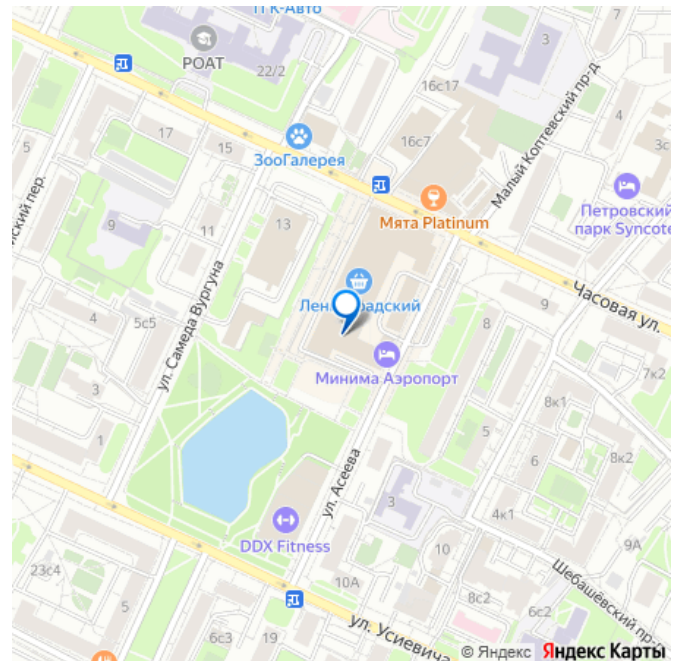 ПК-Авто
РОАТ
22/2
3
7
16с17
4
3с
17
15
ЗооГалерея
16с7
Малый Коптевский пр-д
5
Мята Platinum
Петровский
парк Syncote
9
11
13
Часовая ул.
ул. Самеда Вургуна
Ленинградский
9
4
5с5
8
7к2
3
Минима Аэропорт
8к1
1
5
6
8к2
ул. Асеева
3
4к1
DDX Fitness
10
9А
23с4
10А
Шебашёвский пр-д
5
8с2
6с2
6с3
19
ул. Усиевича
© Яндекс Яндекс Карты